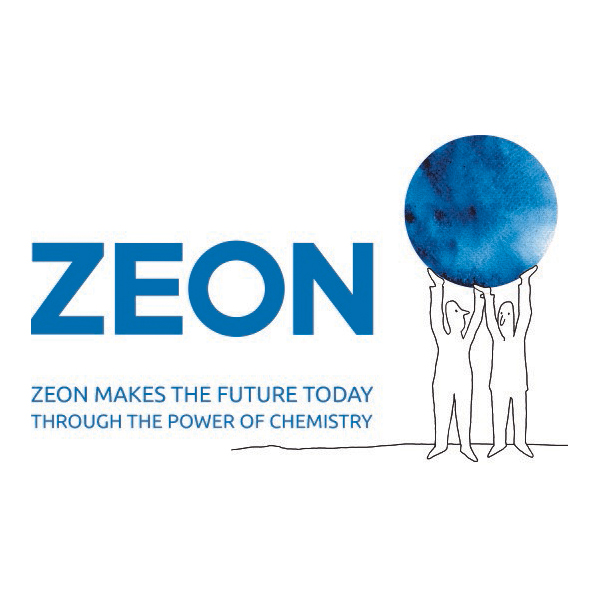 ZEON
ZEON MAKES THE FUTURE TODAY
THROUGH THE POWER OF CHEMISTRY